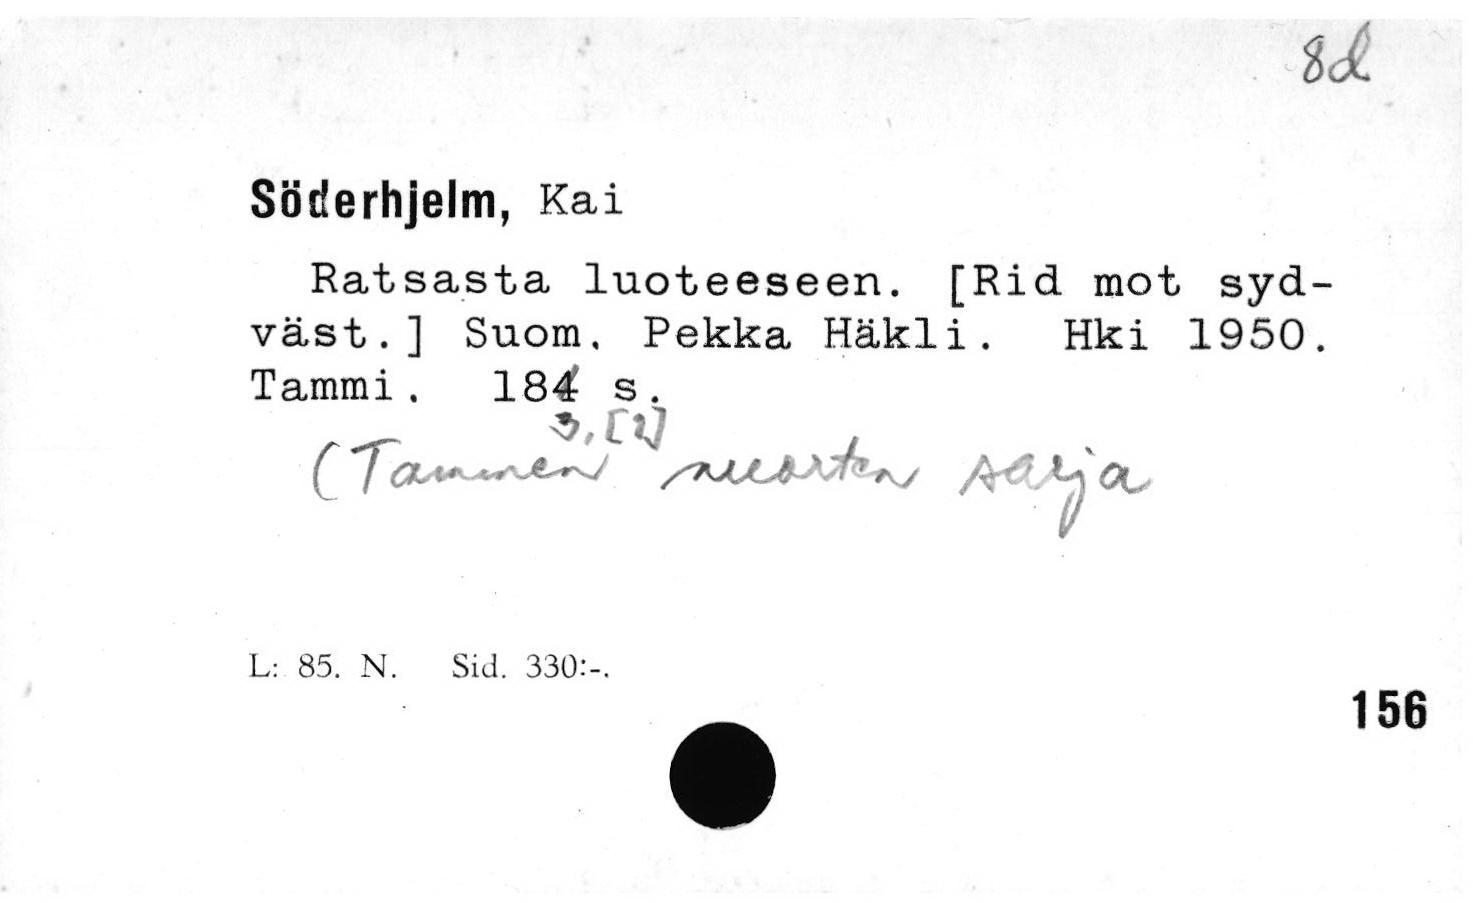 8d
Söderhjelm, Kai
Ratsasta luoteeseen. [Rid mot syd-
väst.] Suom. Pekka Häkli. Hki 1950.
Tammi. 184 s.
3, [2]
(Tammen nuorten sarja
L: 85. N. Sid. 330:-.
156